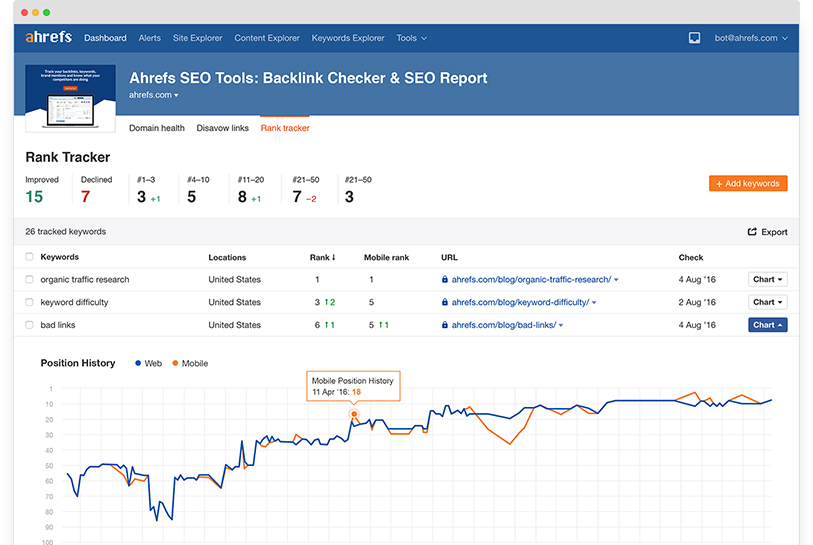 ahrefs Dashboard Alerts Site Explorer Content Explorer Keywords Explorer Tools bot@ahrefs.com
Ahrefs SEO Tools: Backlink Checker & SEO Report
ahrefs.com
Track your backlinks, keywords,
brand mentions and know what your
competitors are doing
Domain health Disavow links Rank tracker
Rank Tracker
Improved Declined #1–3 #4–10 #11–20 #21–50 #21–50
15 7 3 +1 5 8 +1 7 −2 3
+ Add keywords
26 tracked keywords Export
Keywords Locations Rank↓ Mobile rank URL Check
organic traffic research United States 1 1 ahrefs.com/blog/organic-traffic-research/ 4 Aug '16 Chart
keyword difficulty United States 3 ↑2 5 ahrefs.com/blog/keyword-difficulty/ 2 Aug '16 Chart
bad links United States 6 ↑1 5 ↑1 ahrefs.com/blog/bad-links/ 4 Aug '16 Chart
Position History Web Mobile
Mobile Position History
11 Apr '16: 18
1
10
20
30
40
50
60
70
80
90
100